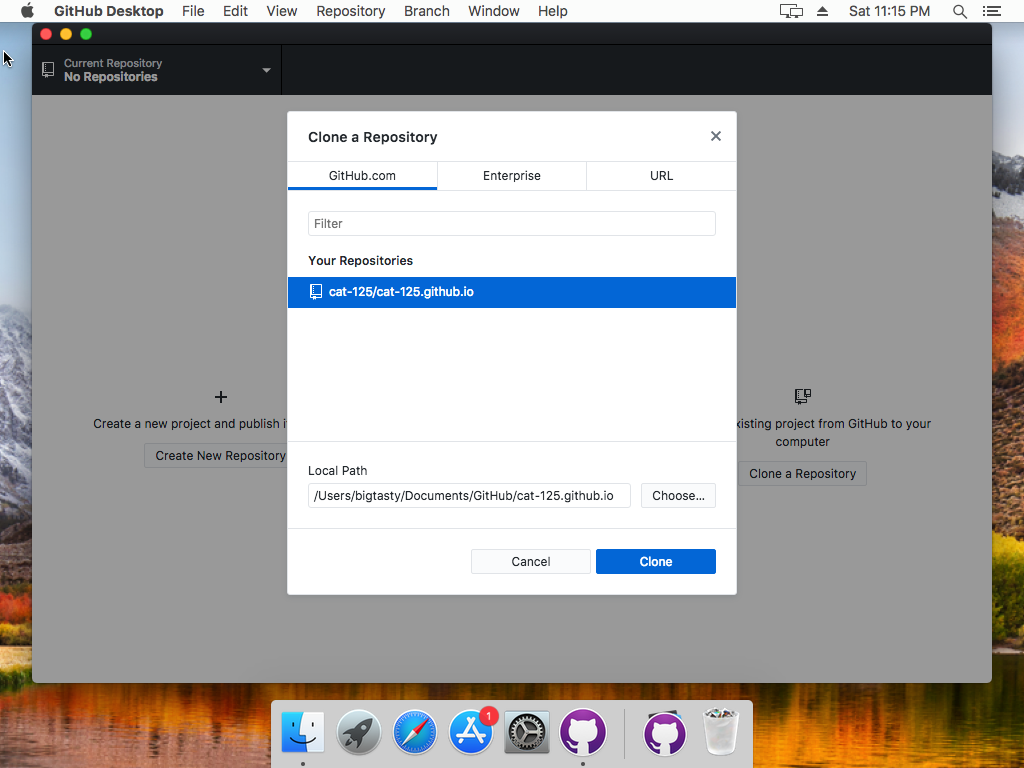 GitHub Desktop File Edit View Repository Branch Window Help Sat 11:15 PM
Current Repository
No Repositories
Clone a Repository
GitHub.com Enterprise URL
Filter
Your Repositories
cat-125/cat-125.github.io
Create a new project and publish i
Create New Repository
xisting project from GitHub to your
computer
Clone a Repository
Local Path
/Users/bigtasty/Documents/GitHub/cat-125.github.io Choose...
Cancel Clone
1